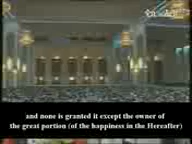 and none is granted it except the owner of
the great portion (of the happiness in the Hereafter)